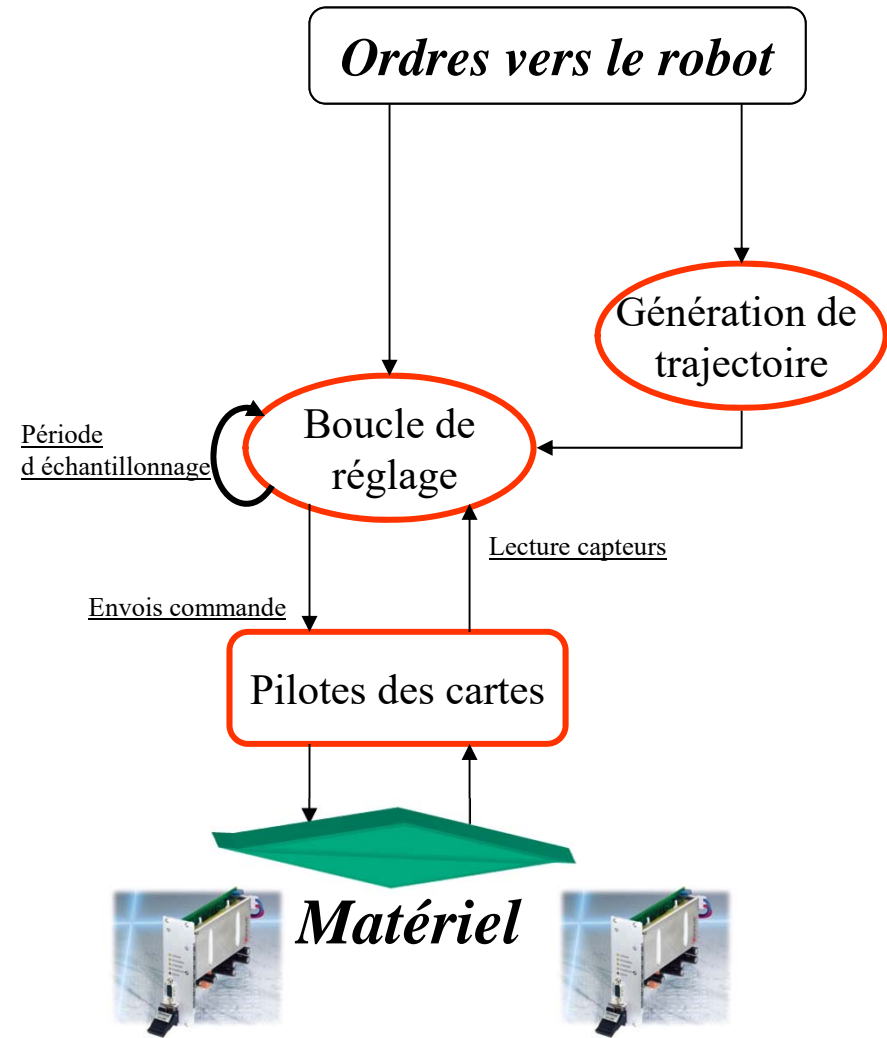 Ordres vers le robot
Génération de
trajectoire
Boucle de
réglage
Période
d échantillonnage
Lecture capteurs
Envois commande
Pilotes des cartes
Matériel